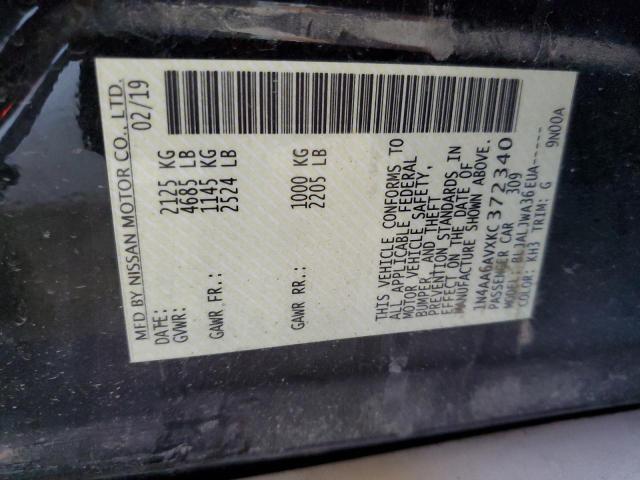 MFD BY NISSAN MOTOR CO., LTD.
DATE: 02/19
GVWR: 2125 KG
4685 LB
GAWR FR.: 1145 KG
2524 LB
GAWR RR.: 1000 KG
2205 LB
THIS VEHICLE CONFORMS TO
ALL APPLICABLE FEDERAL
MOTOR VEHICLE SAFETY,
BUMPER, AND THEFT
PREVENTION STANDARDS IN
EFFECT ON THE DATE OF
MANUFACTURE SHOWN ABOVE.
1N4AA6AVXKC372340
PASSENGER CAR 309
MODEL: BLJALJWA36EUA-----
COLOR: KH3 TRIM: G 9N00A